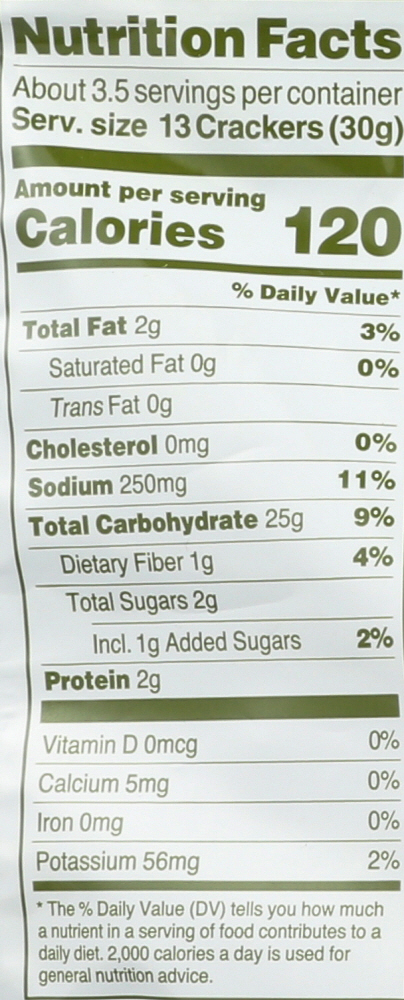 Nutrition Facts
About 3.5 servings per container
Serv. size 13 Crackers (30g)
Amount per serving
Calories 120
% Daily Value*
Total Fat 2g 3%
Saturated Fat 0g 0%
Trans Fat 0g
Cholesterol 0mg 0%
Sodium 250mg 11%
Total Carbohydrate 25g 9%
Dietary Fiber 1g 4%
Total Sugars 2g
Incl. 1g Added Sugars 2%
Protein 2g
Vitamin D 0mcg 0%
Calcium 5mg 0%
Iron 0mg 0%
Potassium 56mg 2%
* The % Daily Value (DV) tells you how much
a nutrient in a serving of food contributes to a
daily diet. 2,000 calories a day is used for
general nutrition advice.